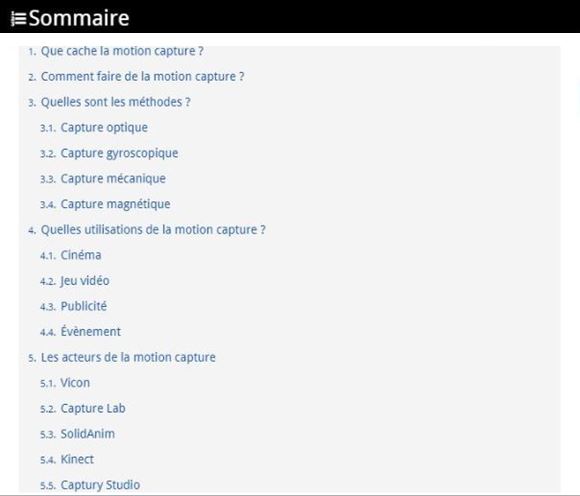 Sommaire
1. Que cache la motion capture ?
2. Comment faire de la motion capture ?
3. Quelles sont les méthodes ?
3.1. Capture optique
3.2. Capture gyroscopique
3.3. Capture mécanique
3.4. Capture magnétique
4. Quelles utilisations de la motion capture ?
4.1. Cinéma
4.2. Jeu vidéo
4.3. Publicité
4.4. Évènement
5. Les acteurs de la motion capture
5.1. Vicon
5.2. Capture Lab
5.3. SolidAnim
5.4. Kinect
5.5. Captury Studio